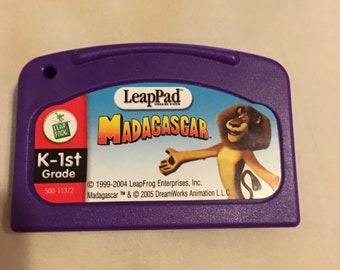 LeapPad
LEAP
FROG
MADAGASCAR
K-1st
Grade
500-11372
© 1999-2004 LeapFrog Enterprises, Inc.
Madagascar ™ & © 2005 DreamWorks Animation L.L.C.